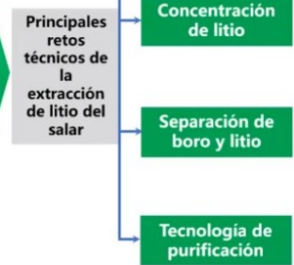 Principales
retos
técnicos de
la
extracción
de litio del
salar
Concentración
de litio
Separación de
boro y litio
Tecnología de
purificación